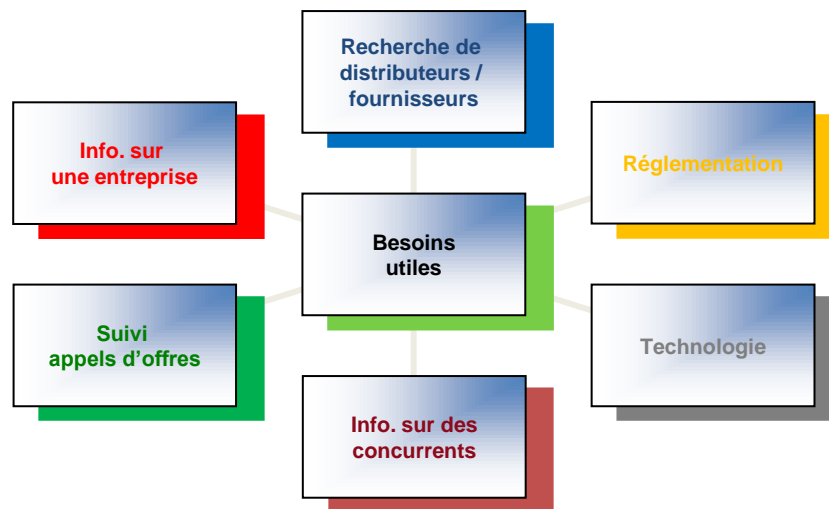 Recherche de
distributeurs /
fournisseurs
Info. sur
une entreprise
Réglementation
Besoins
utiles
Suivi
appels d’offres
Technologie
Info. sur des
concurrents